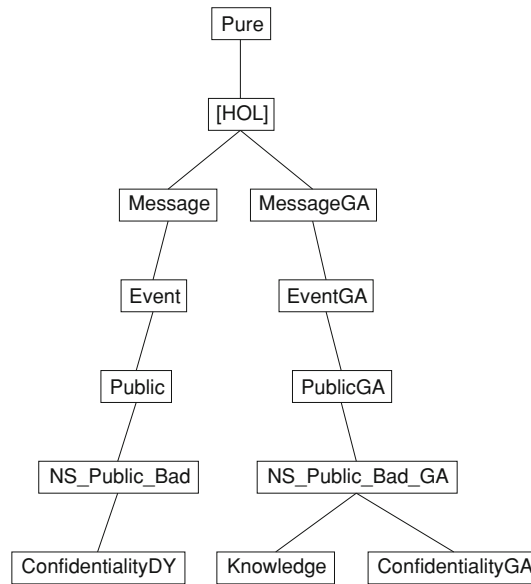 Pure
[HOL]
Message
MessageGA
Event
EventGA
Public
PublicGA
NS_Public_Bad
NS_Public_Bad_GA
ConfidentialityDY
Knowledge
ConfidentialityGA